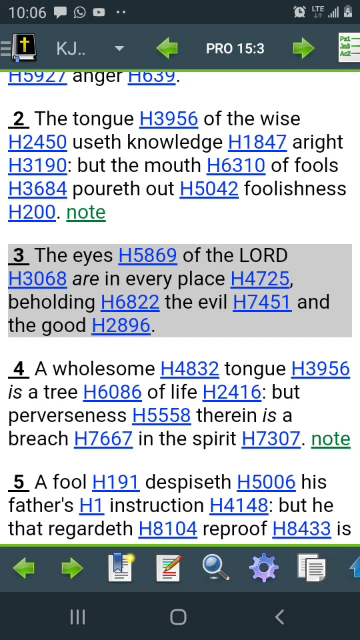 10:06 LTE
KJ.. PRO 15:3
H5927 anger H639.
2 The tongue H3956 of the wise
H2450 useth knowledge H1847 aright
H3190: but the mouth H6310 of fools
H3684 poureth out H5042 foolishness
H200. note
3 The eyes H5869 of the LORD
H3068 are in every place H4725,
beholding H6822 the evil H7451 and
the good H2896.
4 A wholesome H4832 tongue H3956
is a tree H6086 of life H2416: but
perverseness H5558 therein is a
breach H7667 in the spirit H7307. note
5 A fool H191 despiseth H5006 his
father's H1 instruction H4148: but he
that regardeth H8104 reproof H8433 is